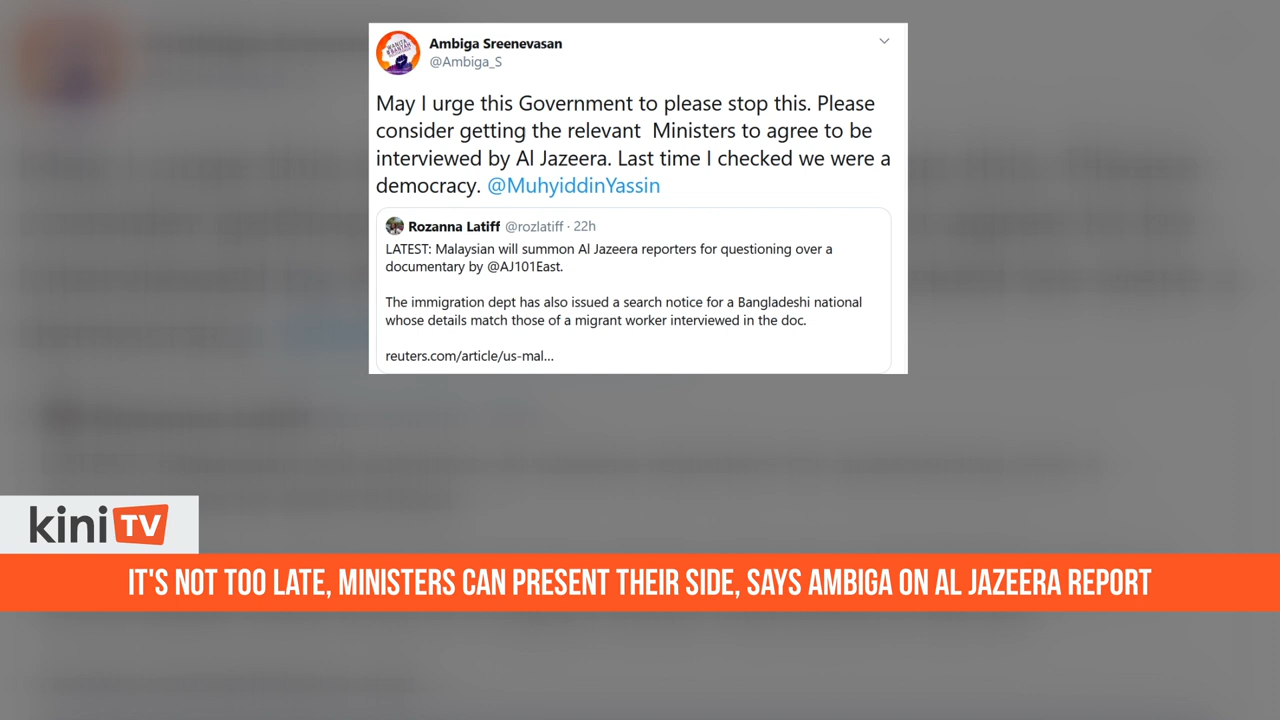 Ambiga Sreenevasan
@Ambiga_S
May I urge this Government to please stop this. Please
consider getting the relevant Ministers to agree to be
interviewed by Al Jazeera. Last time I checked we were a
democracy. @MuhyiddinYassin
Rozanna Latiff @rozlatiff · 22h
LATEST: Malaysian will summon Al Jazeera reporters for questioning over a
documentary by @AJ101East.
The immigration dept has also issued a search notice for a Bangladeshi national
whose details match those of a migrant worker interviewed in the doc.
reuters.com/article/us-mal...
kini TV
IT'S NOT TOO LATE, MINISTERS CAN PRESENT THEIR SIDE, SAYS AMBIGA ON AL JAZEERA REPORT